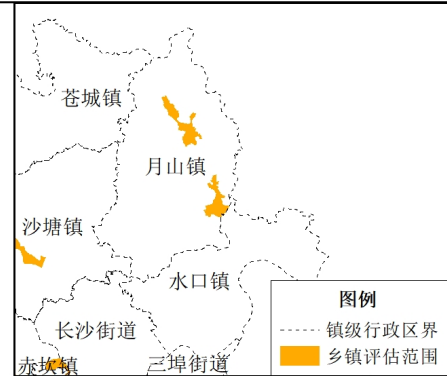 苍城镇
月山镇
沙塘镇
水口镇
长沙街道
赤坎镇
三埠街道
图例
镇级行政区界
乡镇评估范围